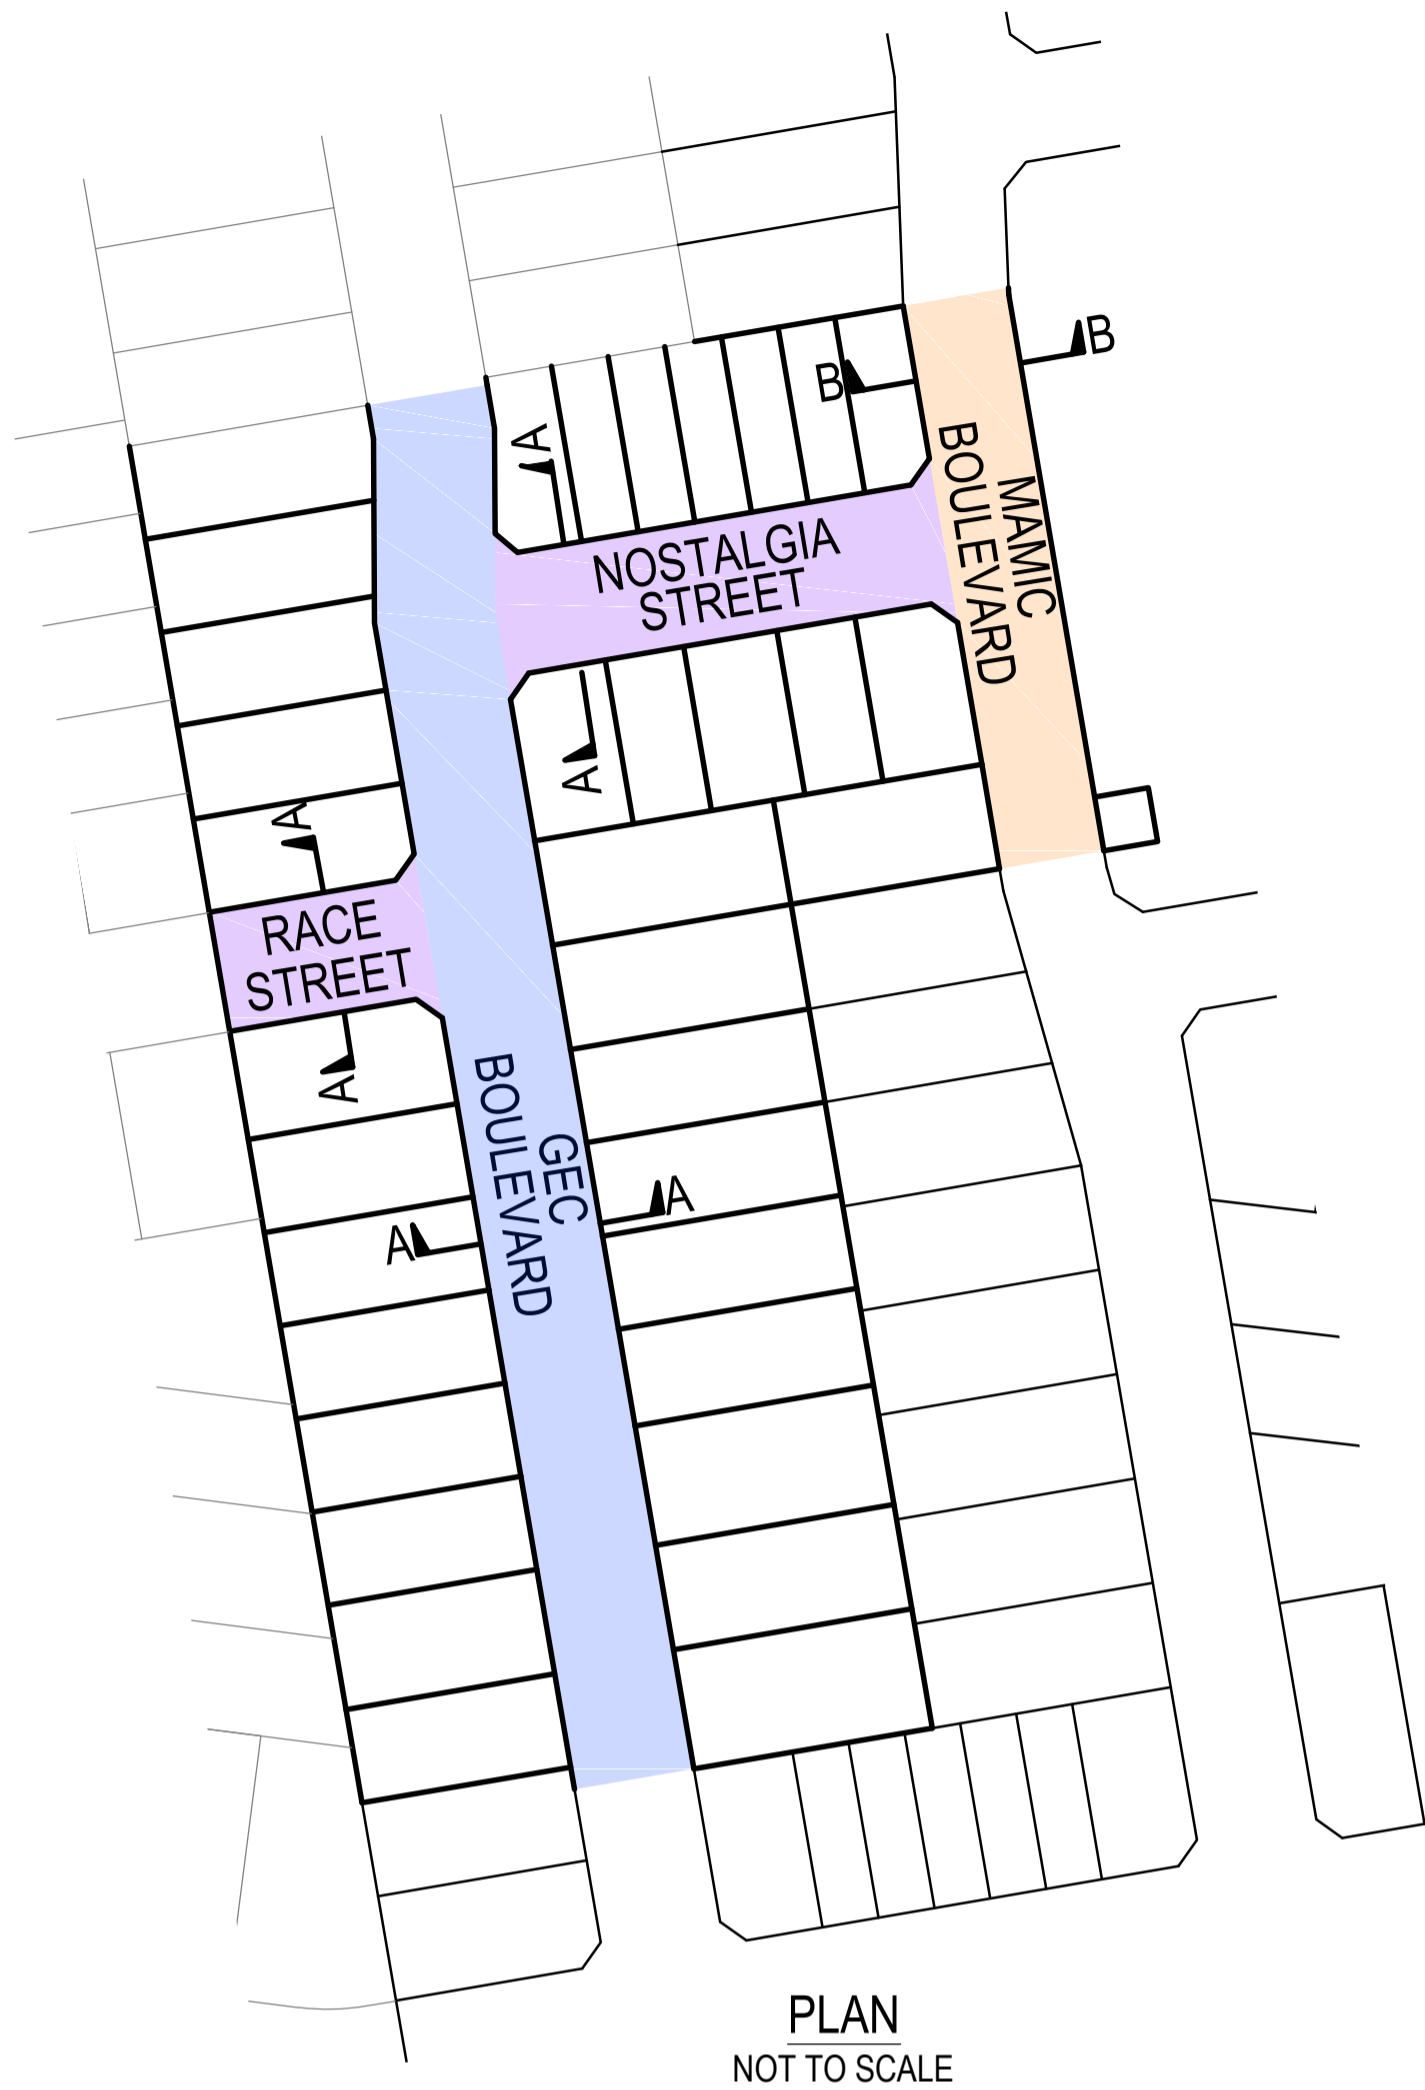 B
B
A
MAMIC
BOULEVARD
NOSTALGIA
STREET
A
A
RACE
STREET
A
GEC
BOULEVARD
A
A
PLAN
NOT TO SCALE